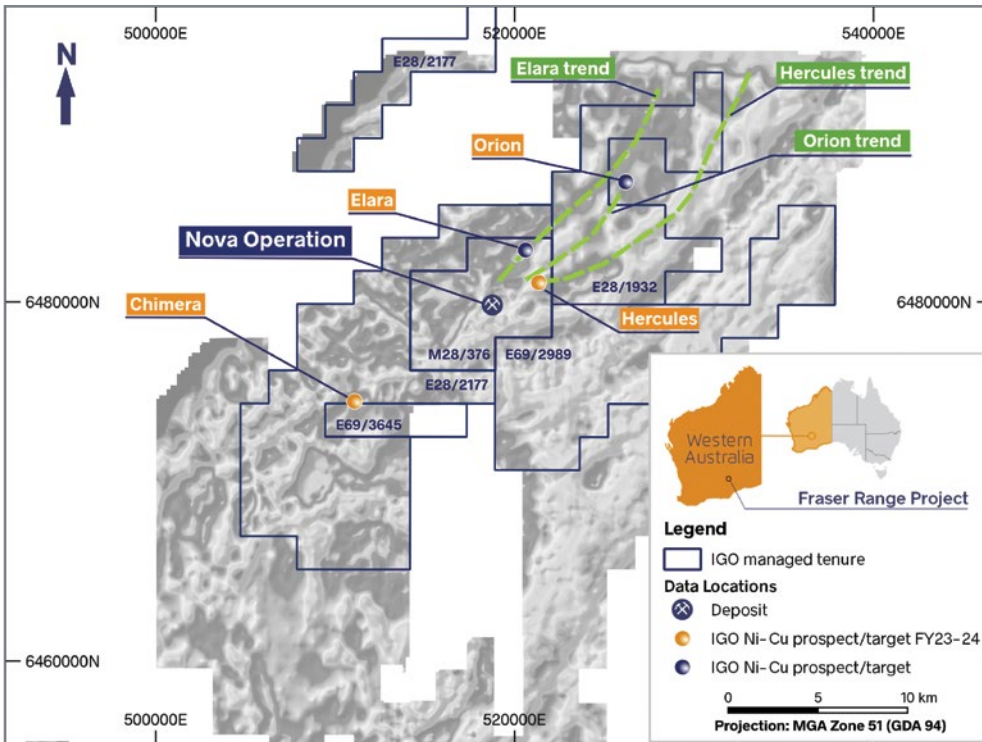 500000E
520000E
540000E
N
E28/2177
Elara trend
Hercules trend
Orion trend
Orion
Elara
Nova Operation
E28/1932
6480000N
6480000N
Chimera
Hercules
M28/376
E69/2989
E28/2177
E69/3645
Western
Australia
Fraser Range Project
Legend
IGO managed tenure
Data Locations
Deposit
IGO Ni-Cu prospect/target FY23-24
IGO Ni-Cu prospect/target
0
5
10 km
Projection: MGA Zone 51 (GDA 94)
6460000N
500000E
520000E